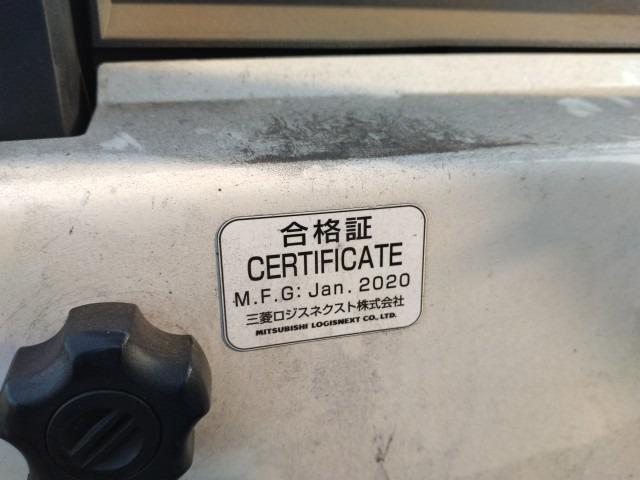 合格証
CERTIFICATE
M.F.G: Jan. 2020
三菱ロジスネクスト株式会社
MITSUBISHI LOGISNEXT CO., LTD.